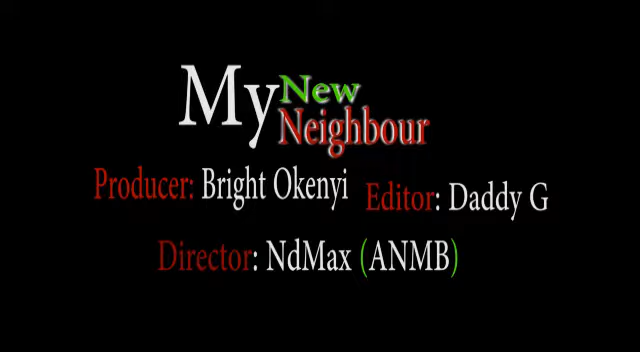 My New
Neighbour
Producer: Bright Okenyi
Editor: Daddy G
Director: NdMax (ANMB)